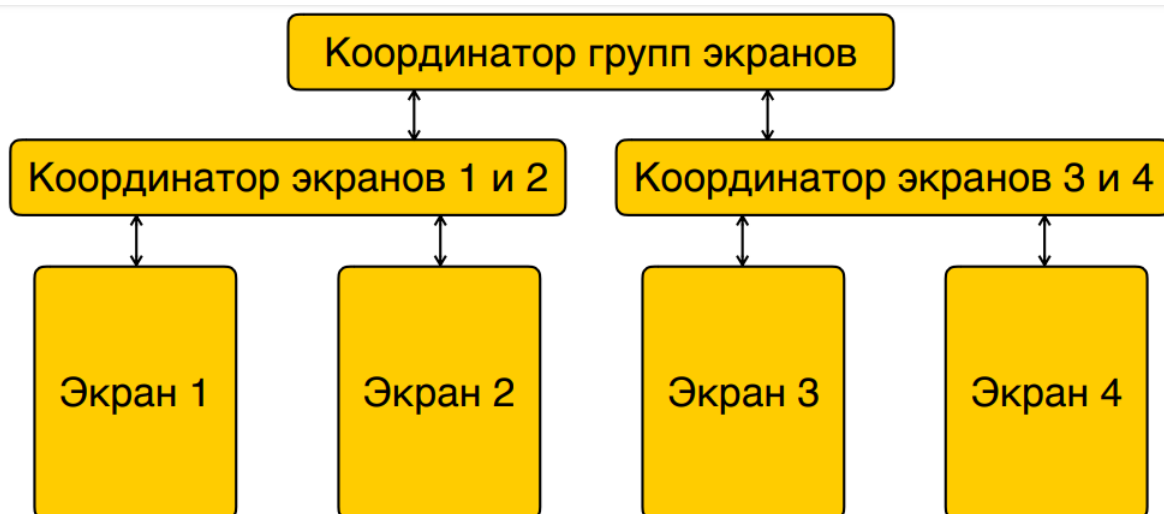 Координатор групп экранов
Координатор экранов 1 и 2
Координатор экранов 3 и 4
Экран 1
Экран 2
Экран 3
Экран 4